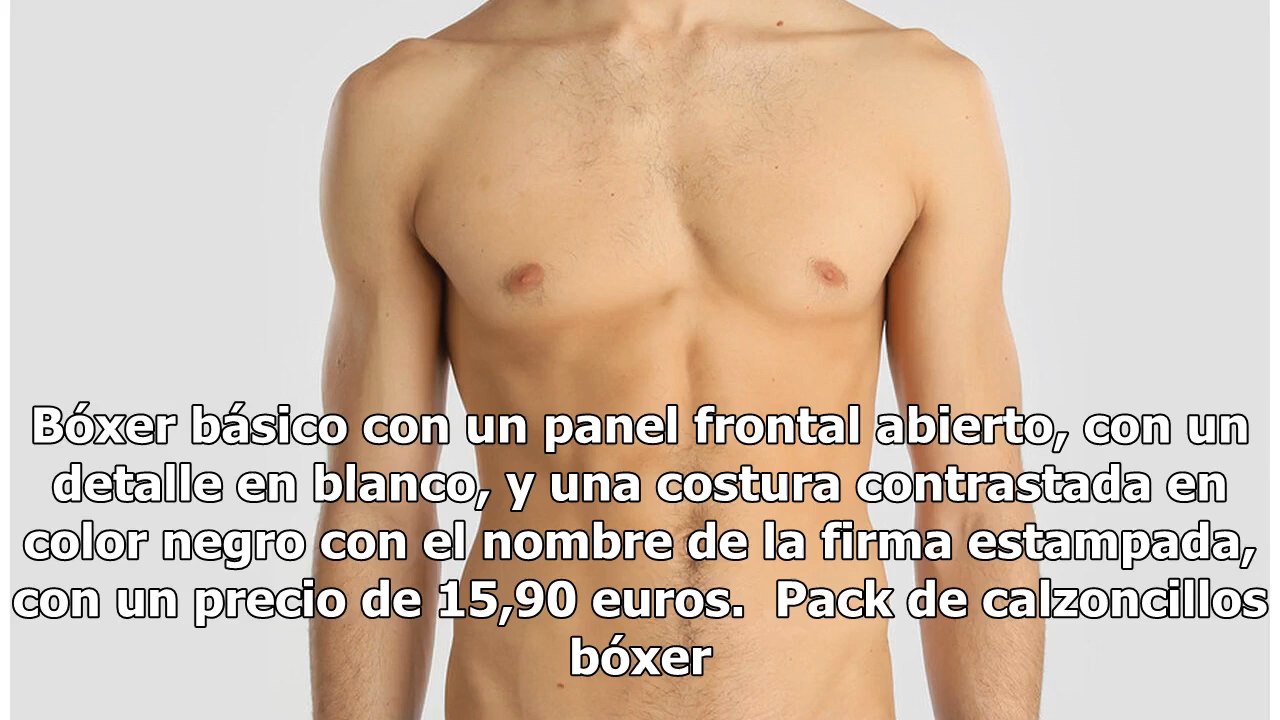 Bóxer básico con un panel frontal abierto, con un
detalle en blanco, y una costura contrastada en
color negro con el nombre de la firma estampada,
con un precio de 15,90 euros.  Pack de calzoncillos
bóxer